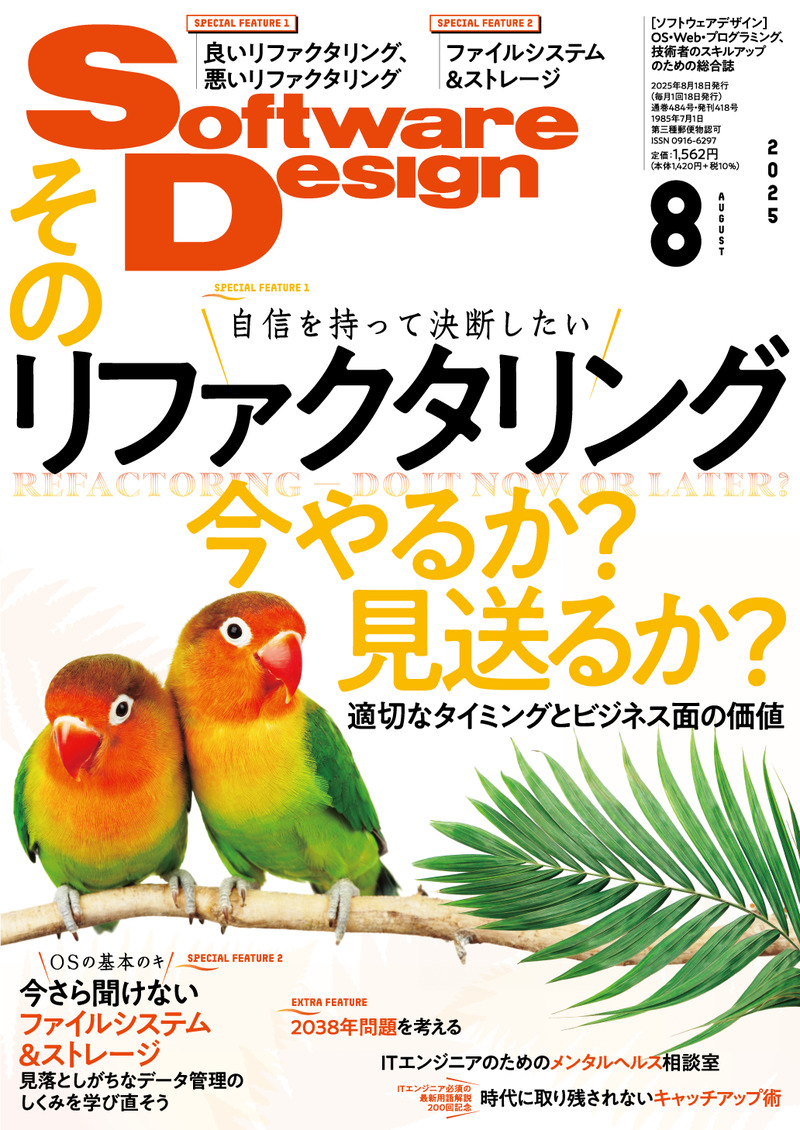 SPECIAL FEATURE 1
良いリファクタリング、
悪いリファクタリング
SPECIAL FEATURE 2
ファイルシステム
&ストレージ
[ソフトウェアデザイン]
OS・Web・プログラミング、
技術者のスキルアップ
のための総合誌
2025年8月18日発行
(毎月1回18日発行)
通巻484号・発刊418号
1985年7月1日
第三種郵便物認可
ISSN 0916-6297
定価:1,562円
(本体1,420円+税10%)
2025
8
AUGUST
Software
Design
SPECIAL FEATURE 1
自信を持って決断したい
その
リファクタリング
REFACTORING — DO IT NOW OR LATER?
今やるか?
見送るか?
適切なタイミングとビジネス面の価値
OSの基本のキ
SPECIAL FEATURE 2
今さら聞けない
ファイルシステム
&ストレージ
見落としがちなデータ管理の
しくみを学び直そう
EXTRA FEATURE
2038年問題を考える
ITエンジニアのためのメンタルヘルス相談室
ITエンジニア必須の
最新用語解説
200回記念
時代に取り残されないキャッチアップ術